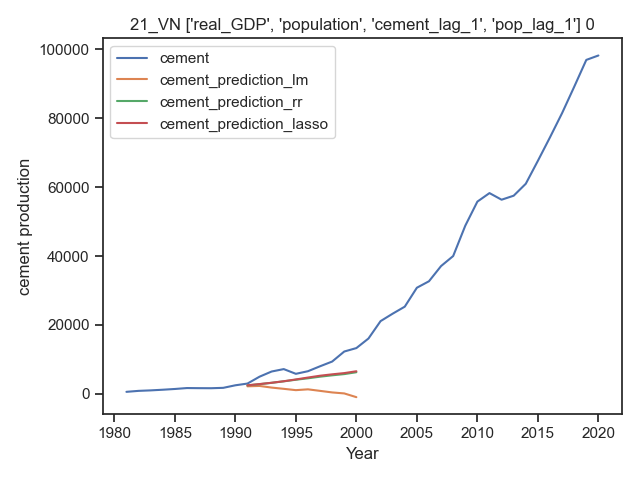 21_VN ['real_GDP', 'population', 'cement_lag_1', 'pop_lag_1'] 0
cement
cement_prediction_lm
cement_prediction_rr
cement_prediction_lasso
cement production
100000
80000
60000
40000
20000
0
1980 1985 1990 1995 2000 2005 2010 2015 2020
Year